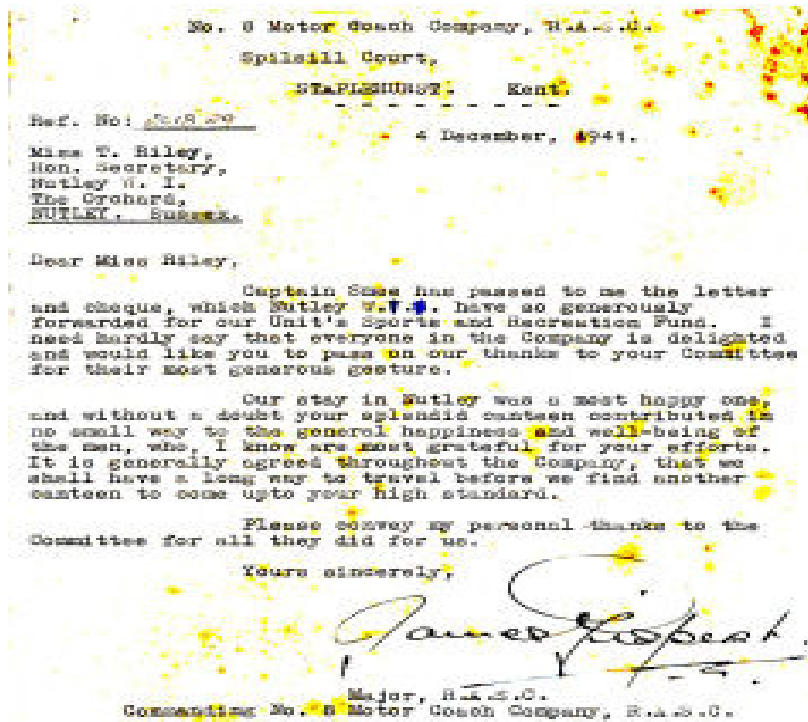 No. 8 Motor Coach Company, R.A.S.C.
Spilsill Court,
STAPLEHURST. Kent.
Ref. No:
4 December, 1941.
Miss T. Riley,
Hon. Secretary,
Nutley W. I.
The Orchard,
NUTLEY. Sussex.
Dear Miss Riley,
Captain has passed to me the letter
and cheque, which Nutley W.I. have so generously
forwarded for our Unit's Sports and Recreation Fund. I
need hardly say that everyone in the Company is delighted
and would like you to pass on our thanks to your Committee
for their most generous gesture.
Our stay in Nutley was a most happy one,
and without a doubt your splendid canteen contributed in
no small way to the general happiness and well-being of
the men, who, I know are most grateful for your efforts.
It is generally agreed throughout the Company, that we
shall have a long way to travel before we find another
canteen to come upto your high standard.
Please convey my personal thanks to the
Committee for all they did for us.
Yours sincerely,
James
Major, R.A.S.C.
Commanding No. 8 Motor Coach Company, R.A.S.C.